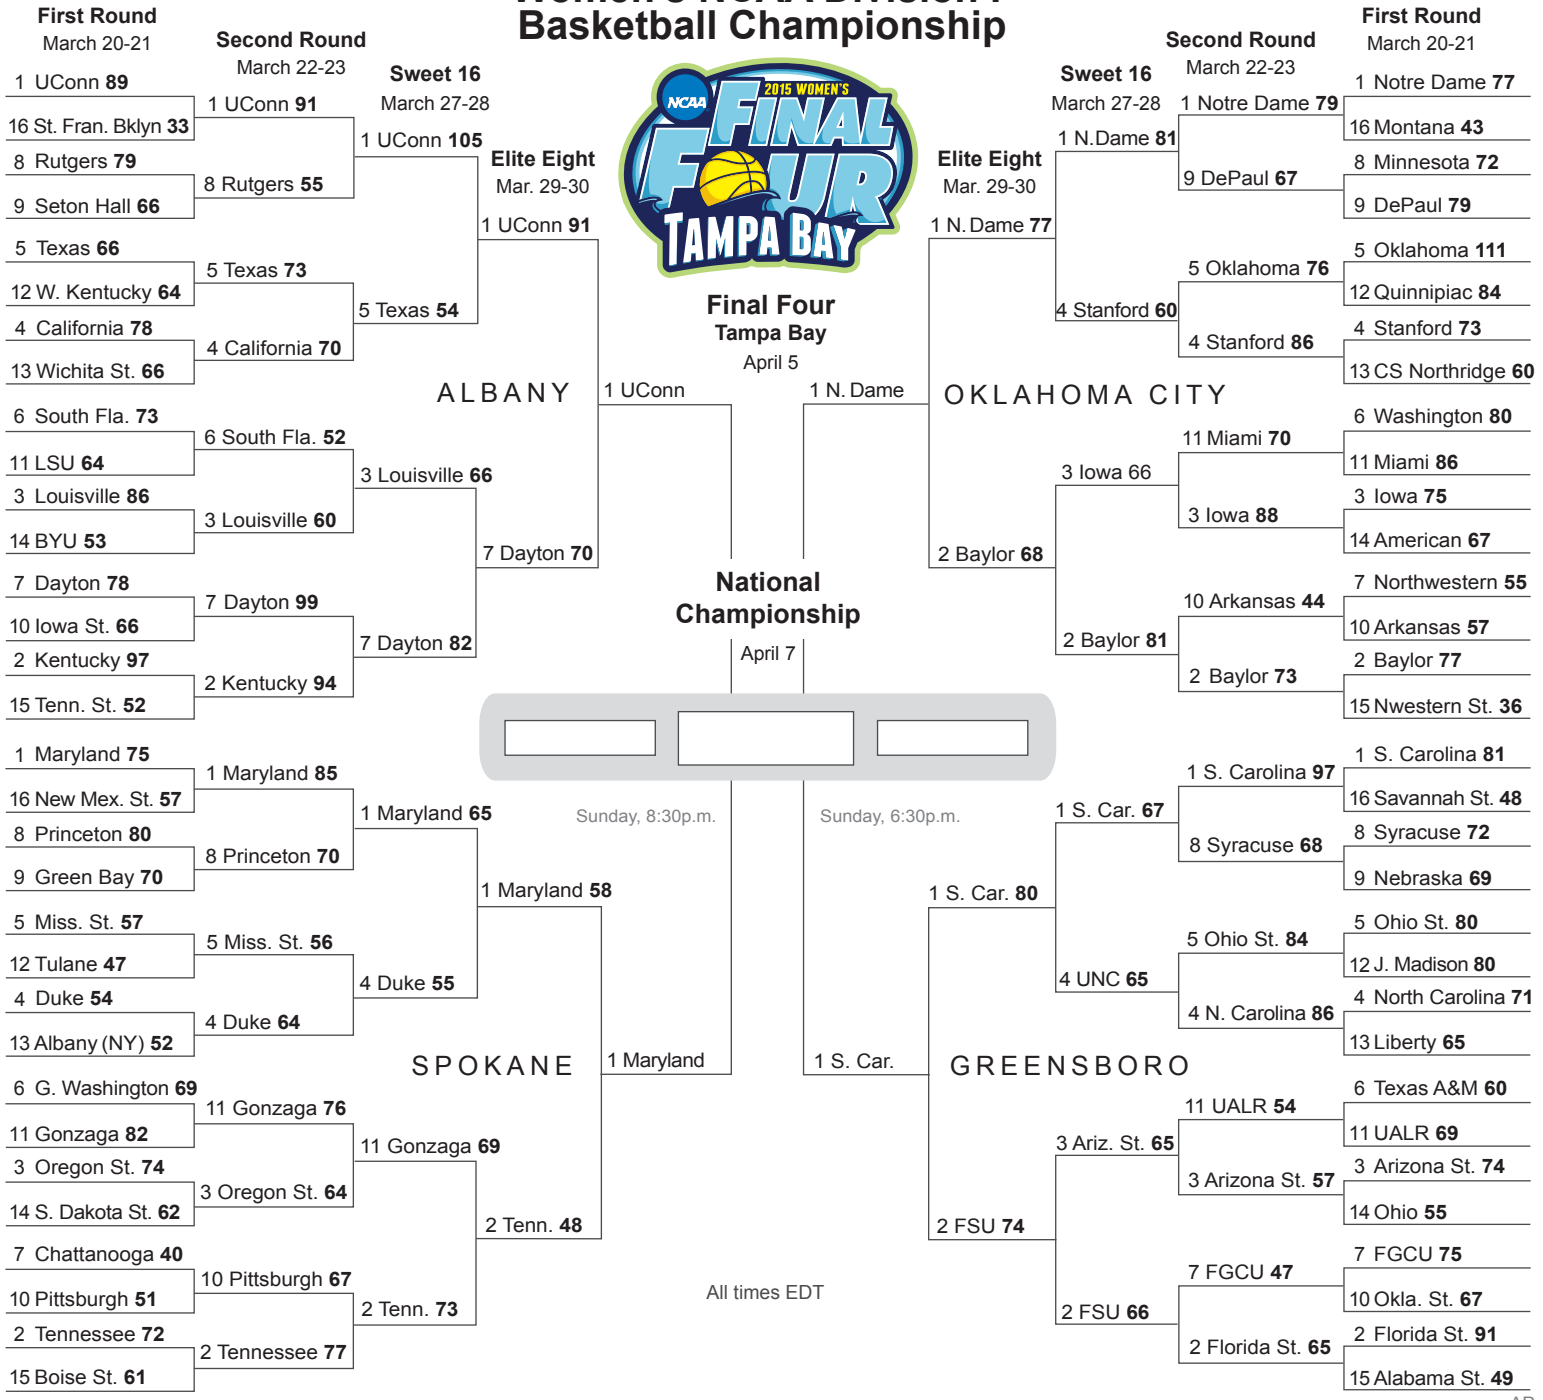 Women's NCAA Division I
Basketball Championship
First Round
March 20-21
Second Round
March 22-23
Sweet 16
March 27-28
Elite Eight
Mar. 29-30
1 UConn 89
16 St. Fran. Bklyn 33
8 Rutgers 79
9 Seton Hall 66
5 Texas 66
12 W. Kentucky 64
4 California 78
13 Wichita St. 66
6 South Fla. 73
11 LSU 64
3 Louisville 86
14 BYU 53
7 Dayton 78
10 Iowa St. 66
2 Kentucky 97
15 Tenn. St. 52
1 UConn 91
8 Rutgers 55
5 Texas 73
4 California 70
6 South Fla. 52
3 Louisville 60
7 Dayton 99
2 Kentucky 94
1 UConn 105
5 Texas 54
3 Louisville 66
7 Dayton 82
1 UConn 91
7 Dayton 70
ALBANY
1 UConn
1 Maryland 75
16 New Mex. St. 57
8 Princeton 80
9 Green Bay 70
5 Miss. St. 57
12 Tulane 47
4 Duke 54
13 Albany (NY) 52
6 G. Washington 69
11 Gonzaga 82
3 Oregon St. 74
14 S. Dakota St. 62
7 Chattanooga 40
10 Pittsburgh 51
2 Tennessee 72
15 Boise St. 61
1 Maryland 85
8 Princeton 70
5 Miss. St. 56
4 Duke 64
11 Gonzaga 76
3 Oregon St. 64
10 Pittsburgh 67
2 Tennessee 77
1 Maryland 65
4 Duke 55
11 Gonzaga 69
2 Tenn. 73
1 Maryland 58
2 Tenn. 48
SPOKANE
1 Maryland
NCAA
2015 WOMEN'S
FINAL
FOUR
TAMPA BAY
Final Four
Tampa Bay
April 5
National
Championship
April 7
Sunday, 8:30p.m.
Sunday, 6:30p.m.
All times EDT
First Round
March 20-21
Second Round
March 22-23
Sweet 16
March 27-28
Elite Eight
Mar. 29-30
1 Notre Dame 77
16 Montana 43
8 Minnesota 72
9 DePaul 79
5 Oklahoma 111
12 Quinnipiac 84
4 Stanford 73
13 CS Northridge 60
6 Washington 80
11 Miami 86
3 Iowa 75
14 American 67
7 Northwestern 55
10 Arkansas 57
2 Baylor 77
15 Nwestern St. 36
1 Notre Dame 79
9 DePaul 67
5 Oklahoma 76
4 Stanford 86
11 Miami 70
3 Iowa 88
10 Arkansas 44
2 Baylor 73
1 N.Dame 81
4 Stanford 60
3 Iowa 66
2 Baylor 81
1 N. Dame 77
2 Baylor 68
OKLAHOMA CITY
1 N. Dame
1 S. Carolina 81
16 Savannah St. 48
8 Syracuse 72
9 Nebraska 69
5 Ohio St. 80
12 J. Madison 80
4 North Carolina 71
13 Liberty 65
6 Texas A&M 60
11 UALR 69
3 Arizona St. 74
14 Ohio 55
7 FGCU 75
10 Okla. St. 67
2 Florida St. 91
15 Alabama St. 49
1 S. Carolina 97
8 Syracuse 68
5 Ohio St. 84
4 N. Carolina 86
11 UALR 54
3 Arizona St. 57
7 FGCU 47
2 Florida St. 65
1 S. Car. 67
4 UNC 65
3 Ariz. St. 65
2 FSU 66
1 S. Car. 80
2 FSU 74
GREENSBORO
1 S. Car.
AP